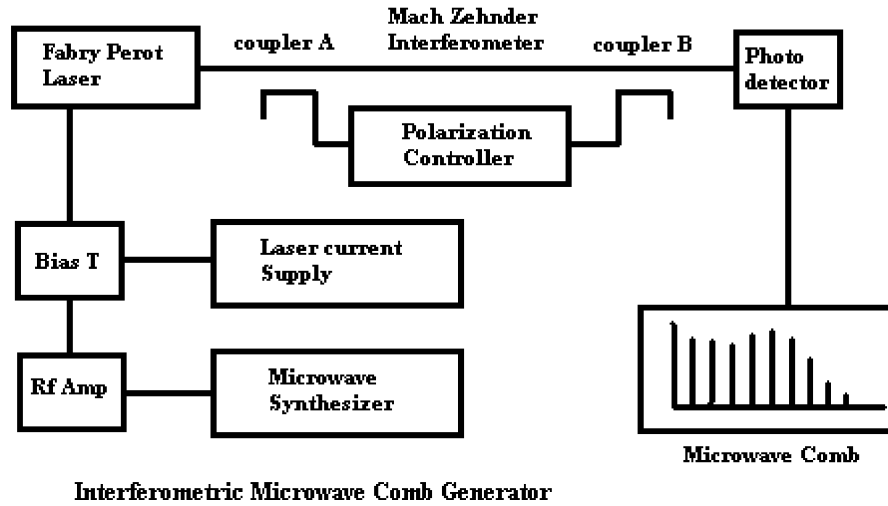 Mach Zehnder
Interferometer
coupler A
coupler B
Fabry Perot
Laser
Photo
detector
Polarization
Controller
Bias T
Laser current
Supply
Rf Amp
Microwave
Synthesizer
Microwave Comb
Interferometric Microwave Comb Generator